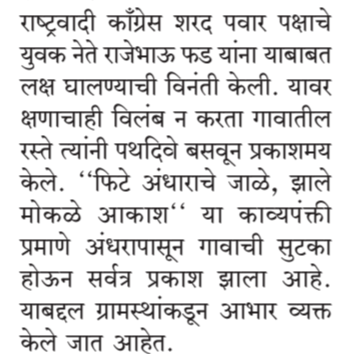 राष्ट्रवादी काँग्रेस शरद पवार पक्षाचे
युवक नेते राजेभाऊ फड यांना याबाबत
लक्ष घालण्याची विनंती केली. यावर
क्षणाचाही विलंब न करता गावातील
रस्ते त्यांनी पथदिवे बसवून प्रकाशमय
केले. ‘‘फिटे अंधाराचे जाळे, झाले
मोकळे आकाश‘‘ या काव्यपंक्ती
प्रमाणे अंधरापासून गावाची सुटका
होऊन सर्वत्र प्रकाश झाला आहे.
याबद्दल ग्रामस्थांकडून आभार व्यक्त
केले जात आहेत.